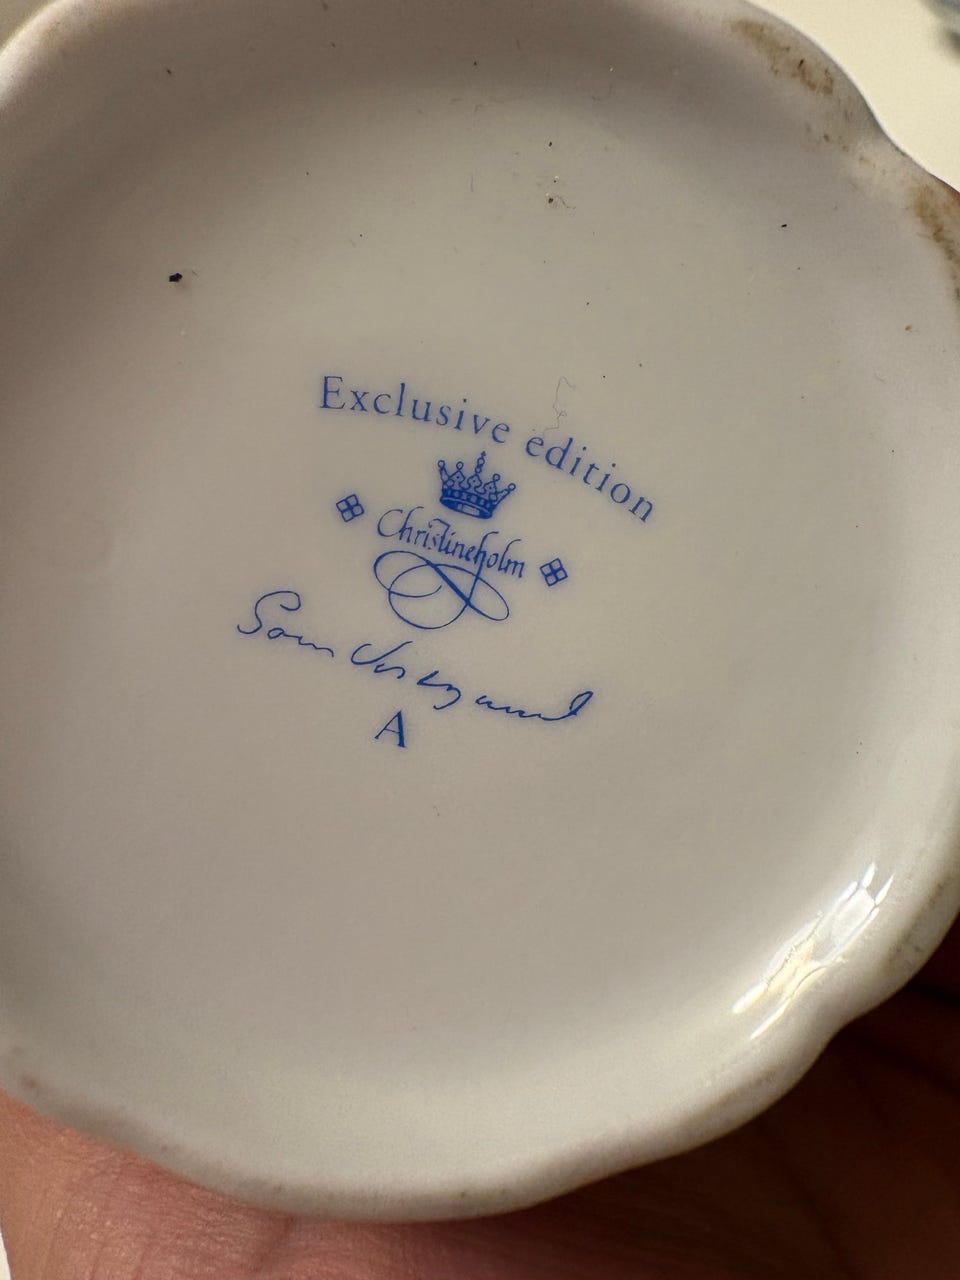 Exclusive edition
Christineholm
A